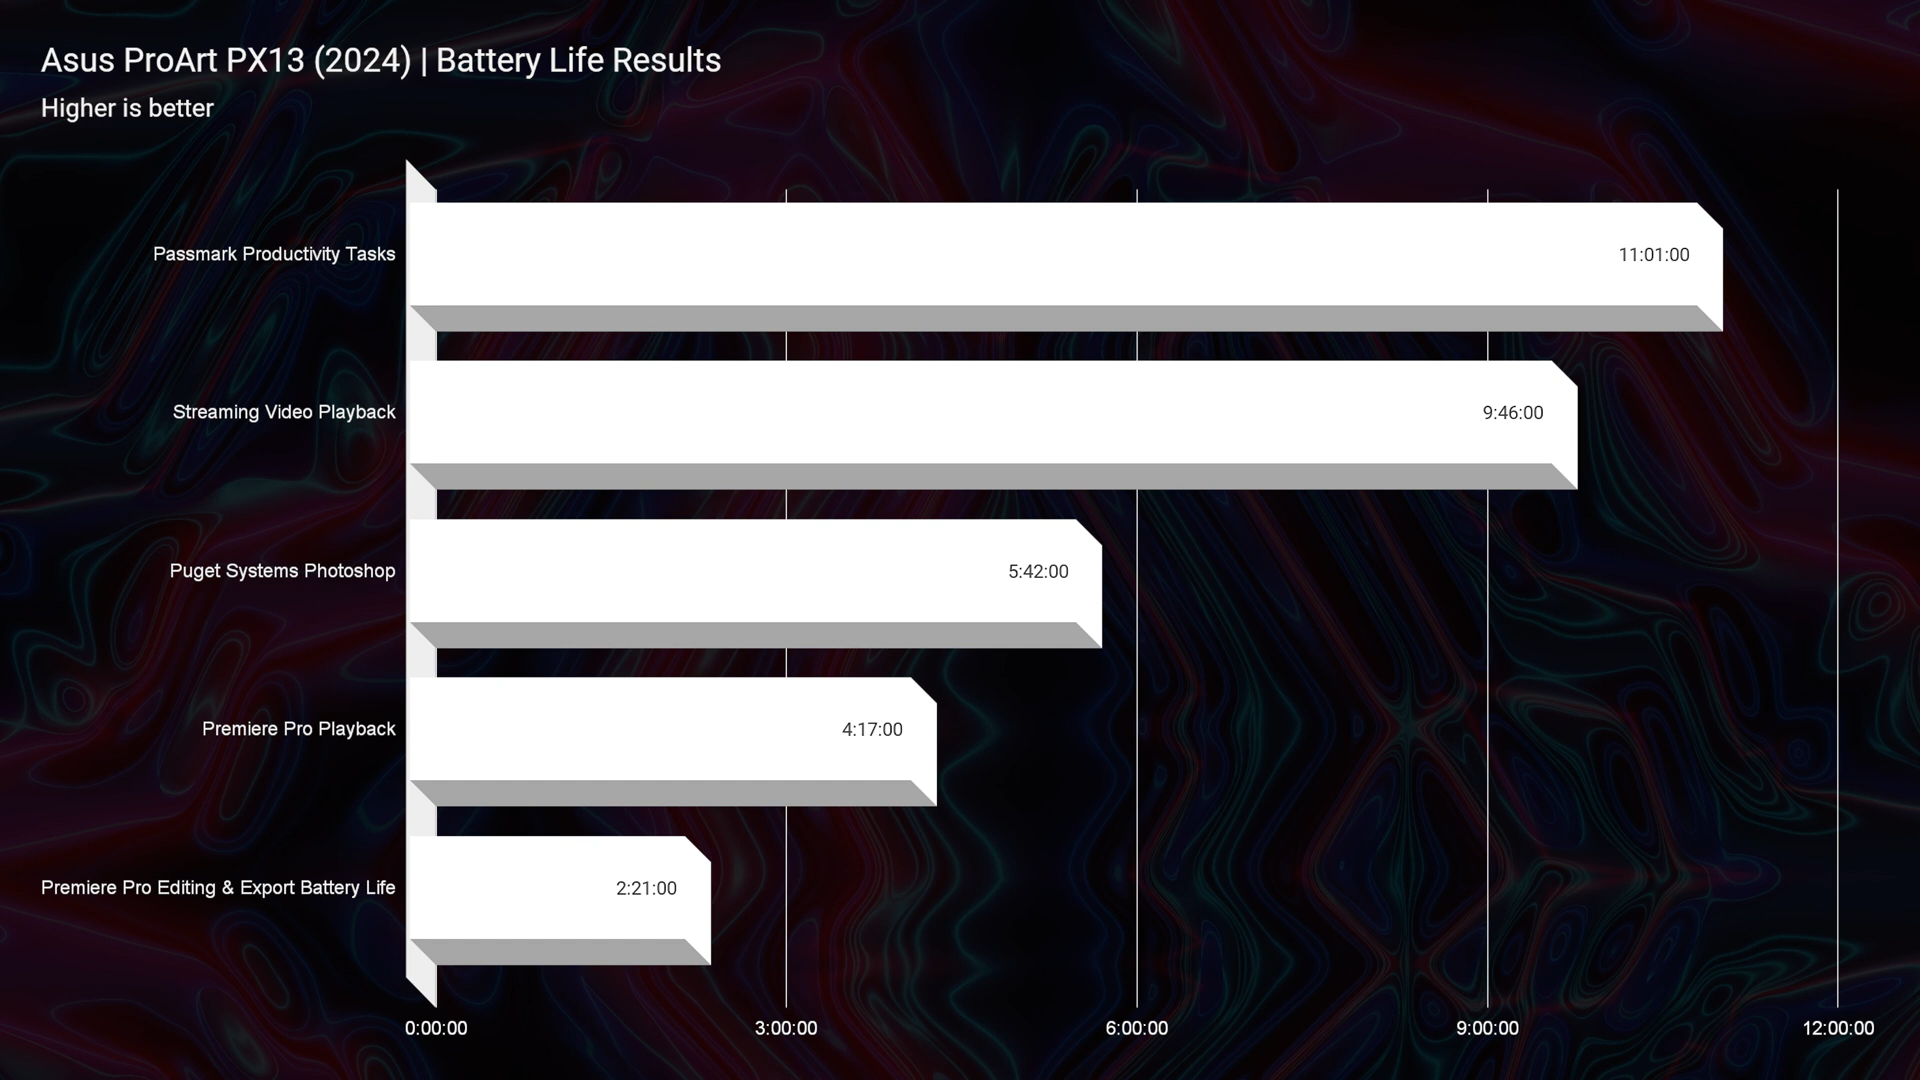 Asus ProArt PX13 (2024) | Battery Life Results
Higher is better
Passmark Productivity Tasks 11:01:00
Streaming Video Playback 9:46:00
Puget Systems Photoshop 5:42:00
Premiere Pro Playback 4:17:00
Premiere Pro Editing & Export Battery Life 2:21:00
0:00:00 3:00:00 6:00:00 9:00:00 12:00:00